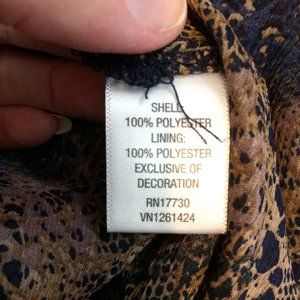 SHELL:
100% POLYESTER
LINING:
100% POLYESTER
EXCLUSIVE OF
DECORATION
RN17730
VN1261424